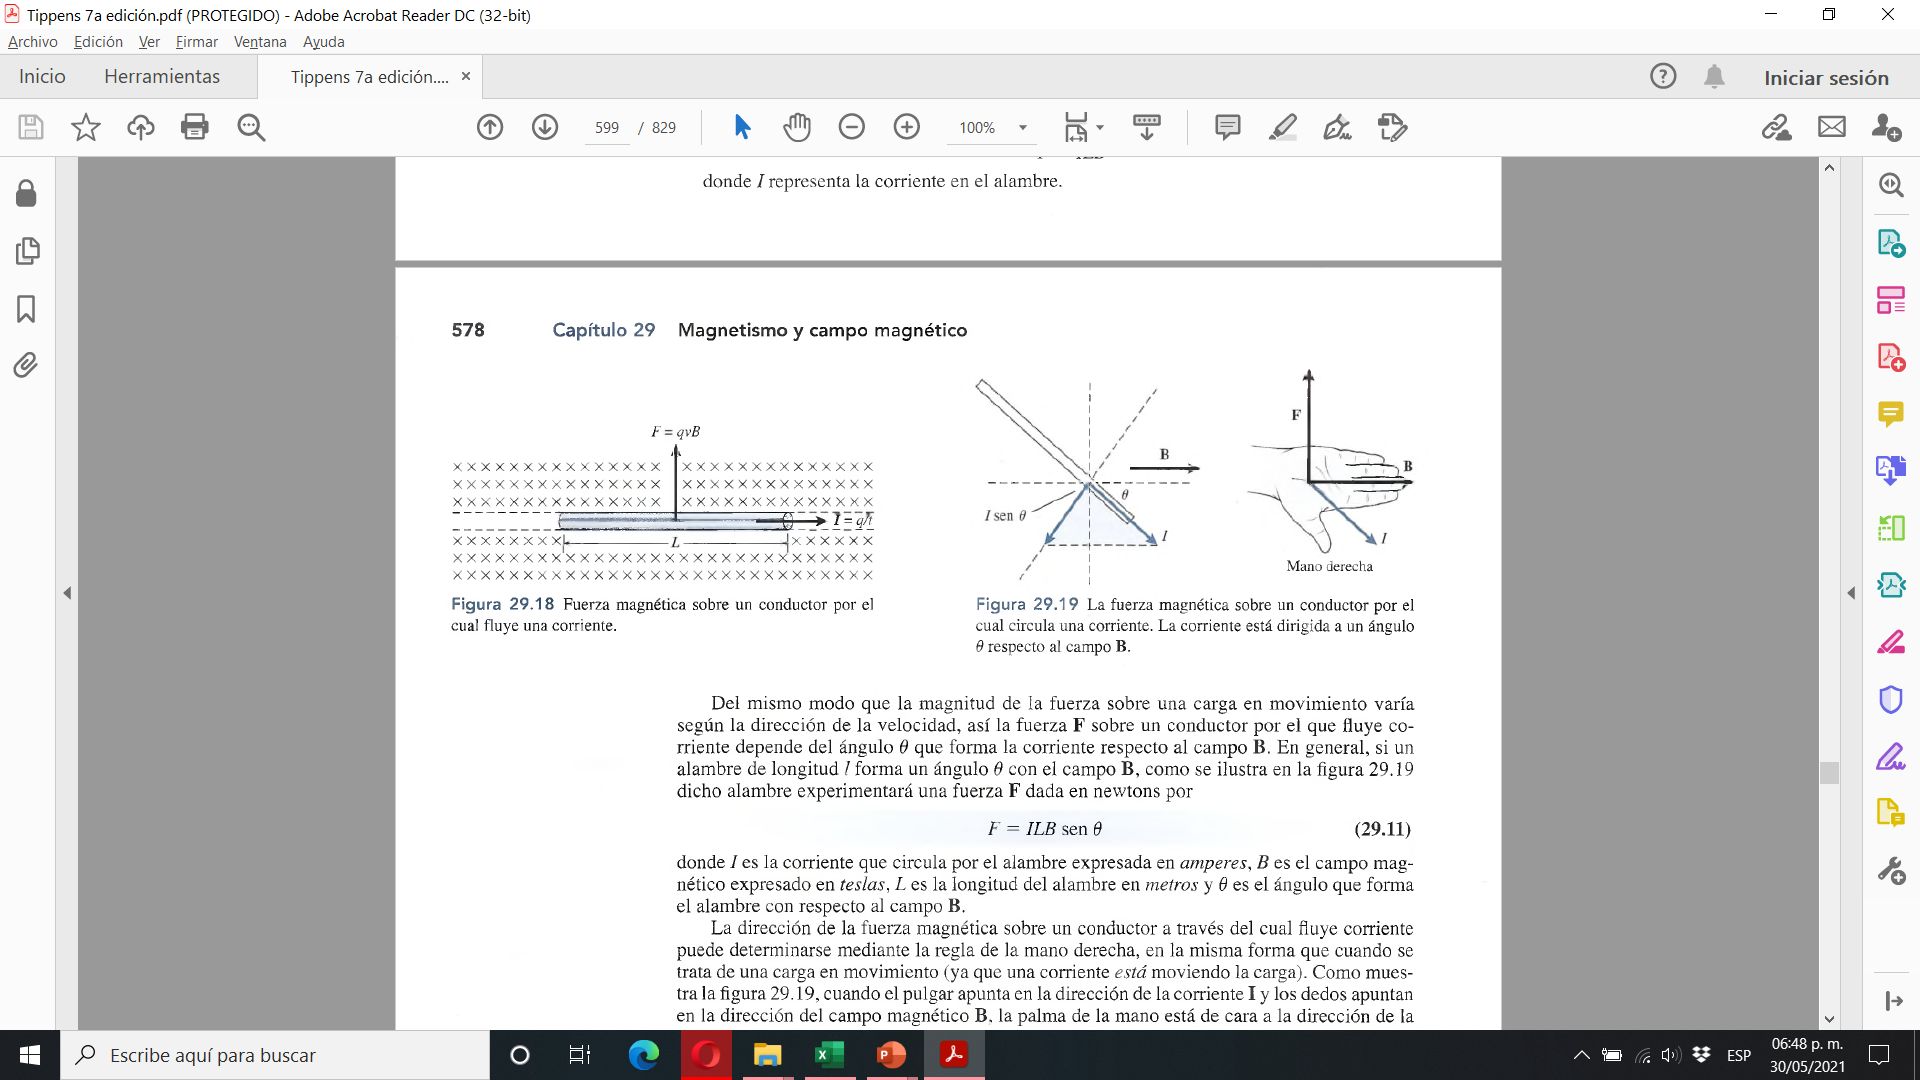 Tippens 7a edición.pdf (PROTEGIDO) - Adobe Acrobat Reader DC (32-bit)
Archivo Edición Ver Firmar Ventana Ayuda
Inicio Herramientas Tippens 7a edición.... × Iniciar sesión
599 / 829 100%
donde I representa la corriente en el alambre.
578 Capítulo 29 Magnetismo y campo magnético
F = qvB
I = q/t
L
Figura 29.18 Fuerza magnética sobre un conductor por el
cual fluye una corriente.
B
θ
I sen θ
I
F
B
I
Mano derecha
Figura 29.19 La fuerza magnética sobre un conductor por el
cual circula una corriente. La corriente está dirigida a un ángulo
θ respecto al campo B.
Del mismo modo que la magnitud de la fuerza sobre una carga en movimiento varía
según la dirección de la velocidad, así la fuerza F sobre un conductor por el que fluye co-
rriente depende del ángulo θ que forma la corriente respecto al campo B. En general, si un
alambre de longitud l forma un ángulo θ con el campo B, como se ilustra en la figura 29.19
dicho alambre experimentará una fuerza F dada en newtons por
F = ILB sen θ (29.11)
donde I es la corriente que circula por el alambre expresada en amperes, B es el campo mag-
nético expresado en teslas, L es la longitud del alambre en metros y θ es el ángulo que forma
el alambre con respecto al campo B.
La dirección de la fuerza magnética sobre un conductor a través del cual fluye corriente
puede determinarse mediante la regla de la mano derecha, en la misma forma que cuando se
trata de una carga en movimiento (ya que una corriente está moviendo la carga). Como mues-
tra la figura 29.19, cuando el pulgar apunta en la dirección de la corriente I y los dedos apuntan
en la dirección del campo magnético B, la palma de la mano está de cara a la dirección de la
Escribe aquí para buscar
ESP
06:48 p. m.
30/05/2021